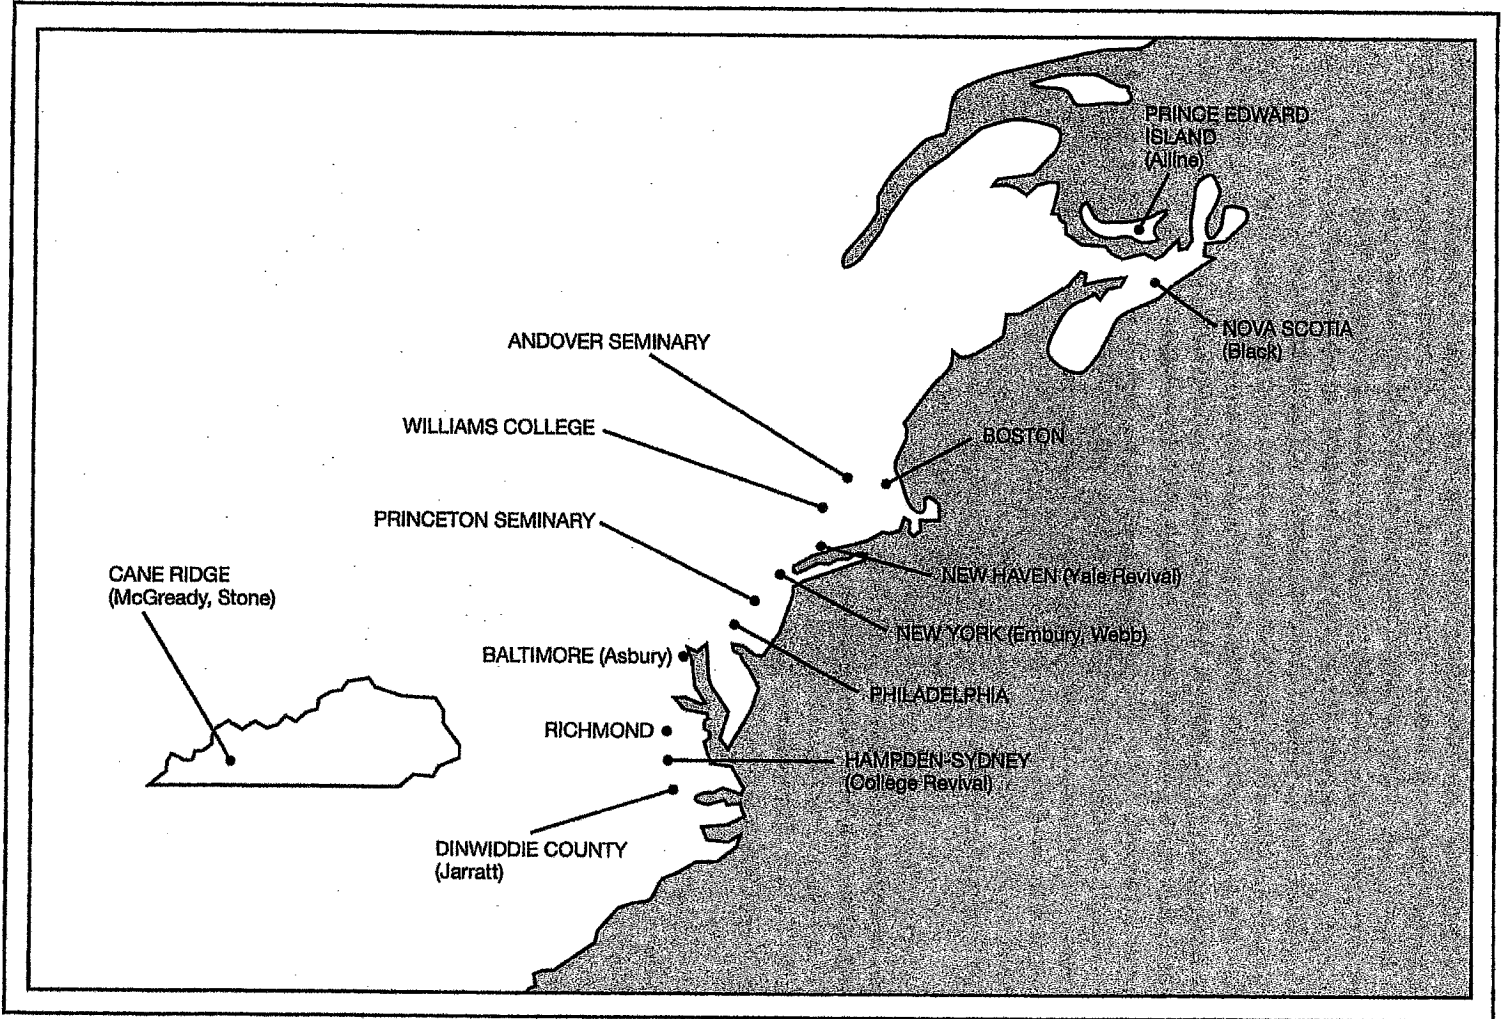 PRINCE EDWARD
ISLAND
(Alline)
NOVA SCOTIA
(Black)
ANDOVER SEMINARY
WILLIAMS COLLEGE
BOSTON
PRINCETON SEMINARY
CANE RIDGE
(McGready, Stone)
NEW HAVEN (Yale Revival)
NEW YORK (Embury, Webb)
BALTIMORE (Asbury)
PHILADELPHIA
RICHMOND
HAMPDEN-SYDNEY
(College Revival)
DINWIDDIE COUNTY
(Jarratt)